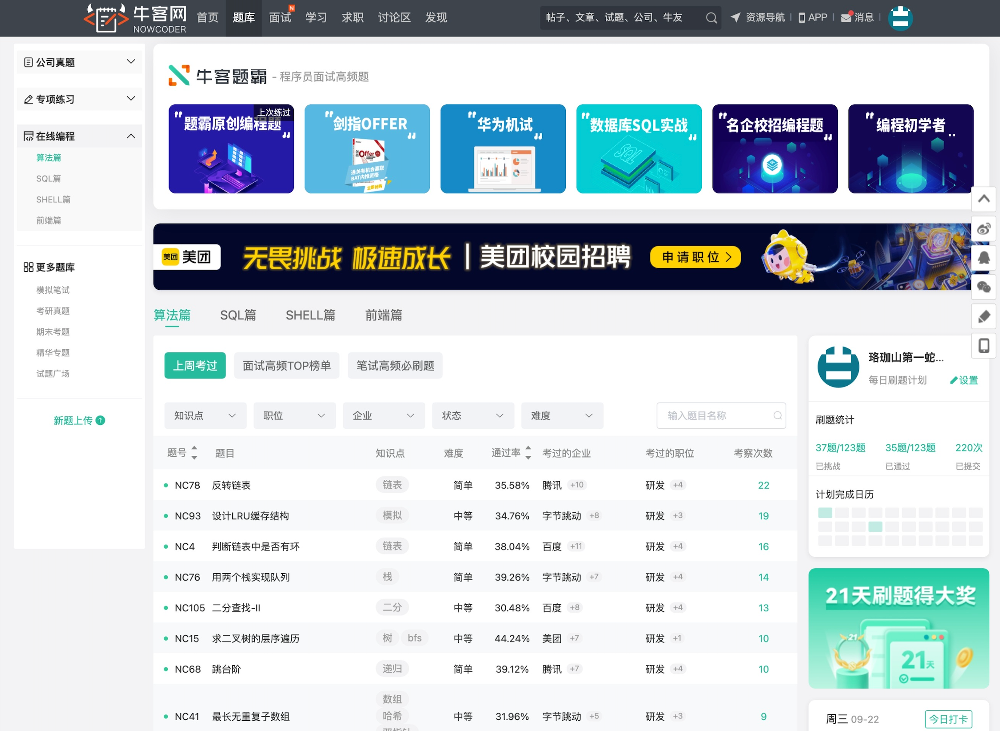 牛客网
NOWCODER
首页 题库 面试 N 学习 求职 讨论区 发现
帖子、文章、试题、公司、牛友
资源导航 APP 消息
公司真题
专项练习
在线编程
算法篇
SQL篇
SHELL篇
前端篇
更多题库
模拟笔试
考研真题
期末考题
精华专题
试题广场
新题上传
牛客题霸 - 程序员面试高频题
上次练过
题霸原创编程题
剑指OFFER
剑指
Offer
通关有机会赢取
BAT内推资格
立即抢购
华为机试
数据库SQL实战
SQL
名企校招编程题
编程初学者
美团 美团
无畏挑战 极速成长 | 美团校园招聘
申请职位 >
算法篇 SQL篇 SHELL篇 前端篇
上周考过 面试高频TOP榜单 笔试高频必刷题
知识点 职位 企业 状态 难度 输入题目名称
题号 题目 知识点 难度 通过率 考过的企业 考过的职位 考察次数
NC78 反转链表 链表 简单 35.58% 腾讯 +10 研发 +4 22
NC93 设计LRU缓存结构 模拟 中等 34.76% 字节跳动 +8 研发 +3 19
NC4 判断链表中是否有环 链表 简单 38.04% 百度 +11 研发 +4 16
NC76 用两个栈实现队列 栈 简单 39.26% 字节跳动 +7 研发 +4 14
NC105 二分查找-II 二分 中等 30.48% 百度 +8 研发 +4 13
NC15 求二叉树的层序遍历 树 bfs 中等 44.24% 美团 +7 研发 +1 10
NC68 跳台阶 递归 简单 39.12% 腾讯 +7 研发 +4 10
数组
NC41 最长无重复子数组 哈希 中等 31.96% 字节跳动 +5 研发 +3 9
珞珈山第一蛇...
每日刷题计划 设置
刷题统计
37题/123题 35题/123题 220次
已挑战 已通过 已提交
计划完成日历
21天刷题得大奖
21
21天
周三 09-22 今日打卡